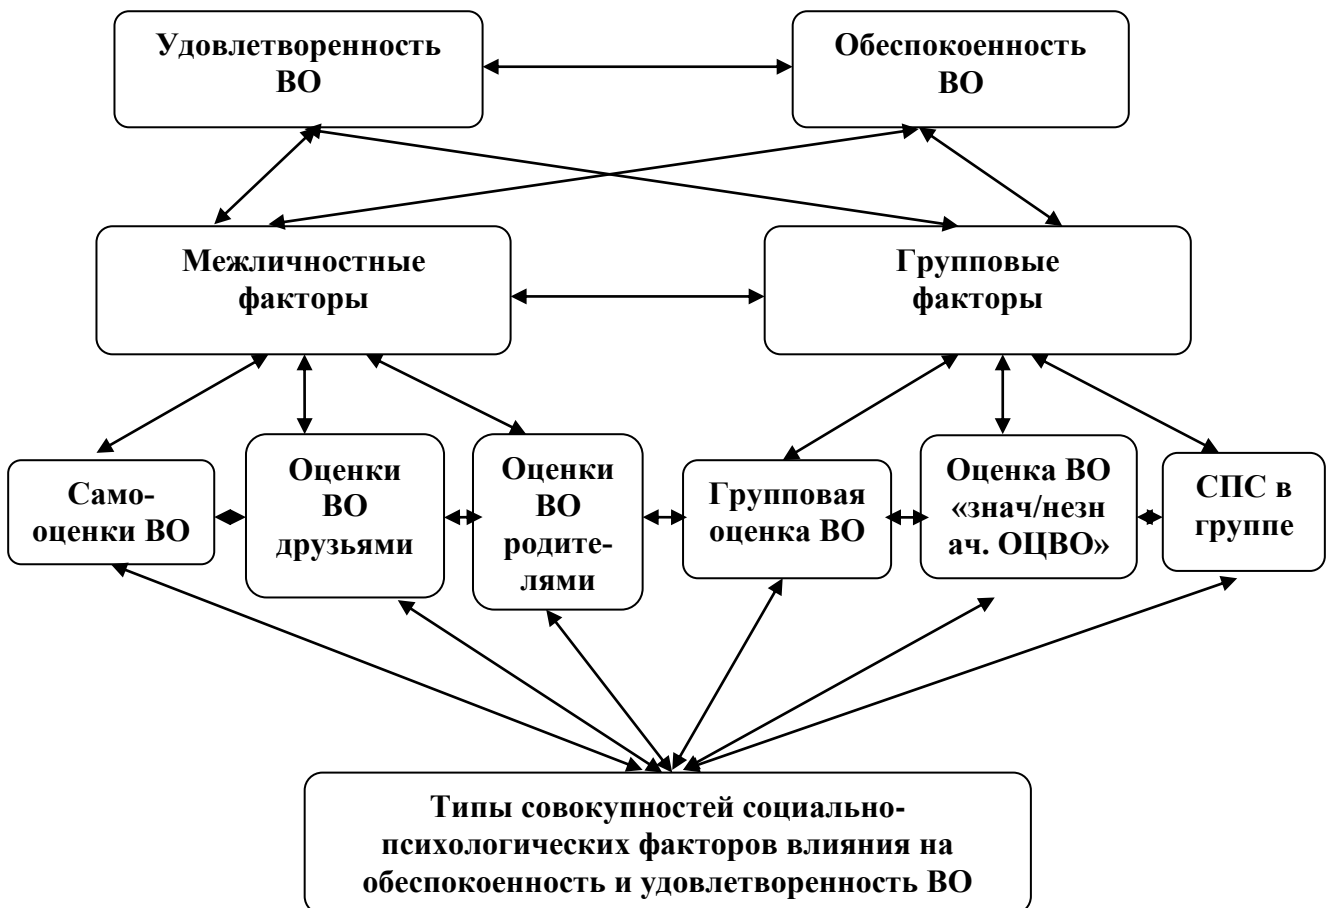 Удовлетворенность
ВО
Обеспокоенность
ВО
Межличностные
факторы
Групповые
факторы
Само-
оценки ВО
Оценки
ВО
друзьями
Оценки
ВО
родите-
лями
Групповая
оценка ВО
Оценка ВО
«знач/незн
ач. ОЦВО»
СПС в
группе
Типы совокупностей социально-
психологических факторов влияния на
обеспокоенность и удовлетворенность ВО